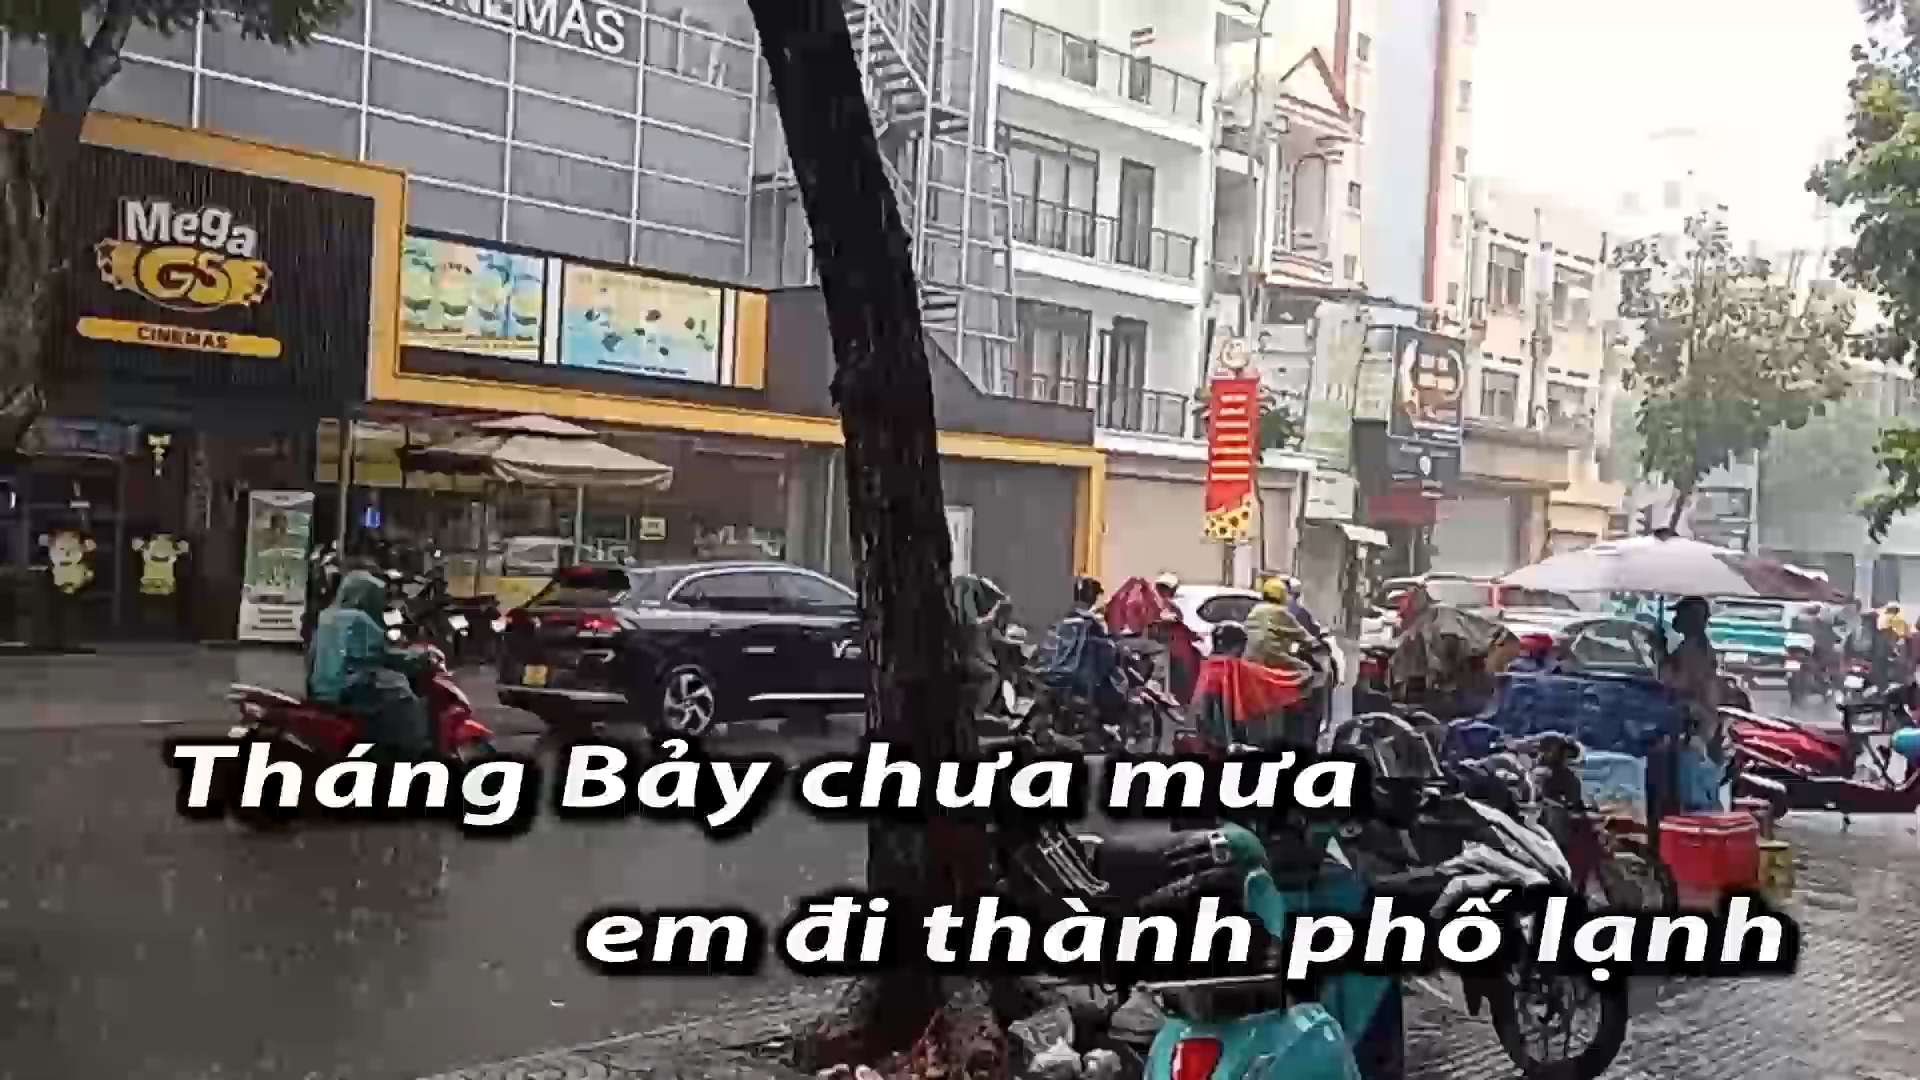 CINEMAS
Mega
GS
CINEMAS
Tháng Bảy chưa mưa
em đi thành phố lạnh